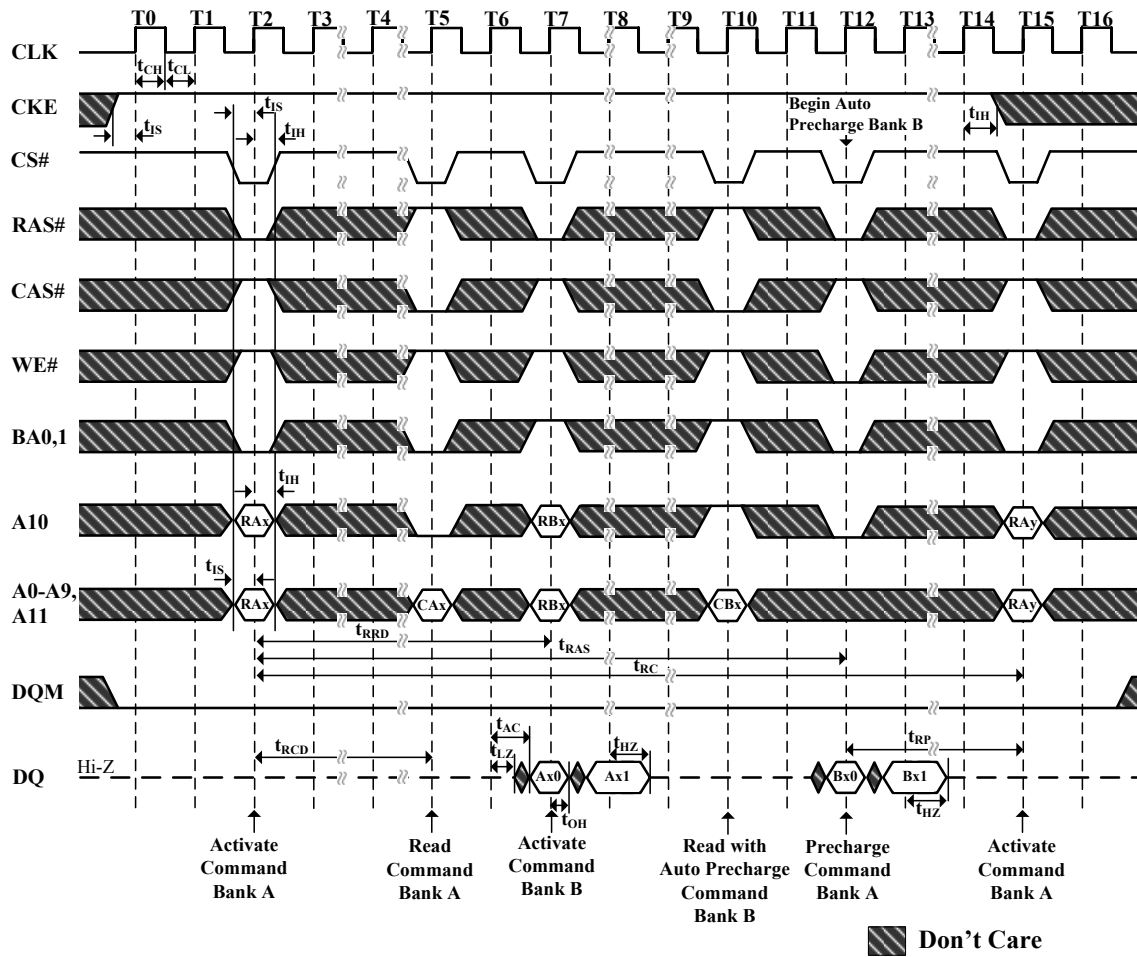 T0 T1 T2 T3 T4 T5 T6 T7 T8 T9 T10 T11 T12 T13 T14 T15 T16
CLK
tCH tCL
CKE
tIS
tIS
tIH
Begin Auto
Precharge Bank B
tIH
CS#
RAS#
CAS#
WE#
BA0,1
tIH
A10
RAx RBx RAy
tIS
A0-A9,
A11
RAx CAx RBx CBx RAy
tRRD
tRAS
tRC
DQM
tAC
tRCD tLZ tHZ tRP
DQ
Hi-Z
Ax0 Ax1 Bx0 Bx1
tOH
tHZ
Activate
Command
Bank A
Read
Command
Bank A
Activate
Command
Bank B
Read with
Auto Precharge
Command
Bank B
Precharge
Command
Bank A
Activate
Command
Bank A
Don't Care